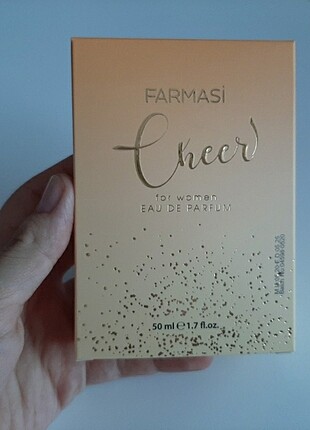 FARMASİ
Cheer
for women
EAU DE PARFUM
50 ml ℮ 1.7 fl.oz.